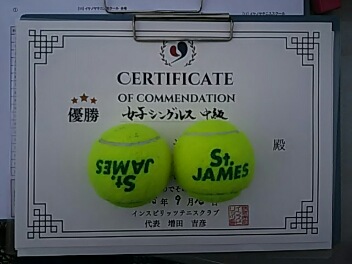 CERTIFICATE
OF COMMENDATION
優勝
女子シングルス 中級
殿
St.
JAMES
St.
JAMES
9月
インスピリッツテニスクラブ
代表 増田 吉彦